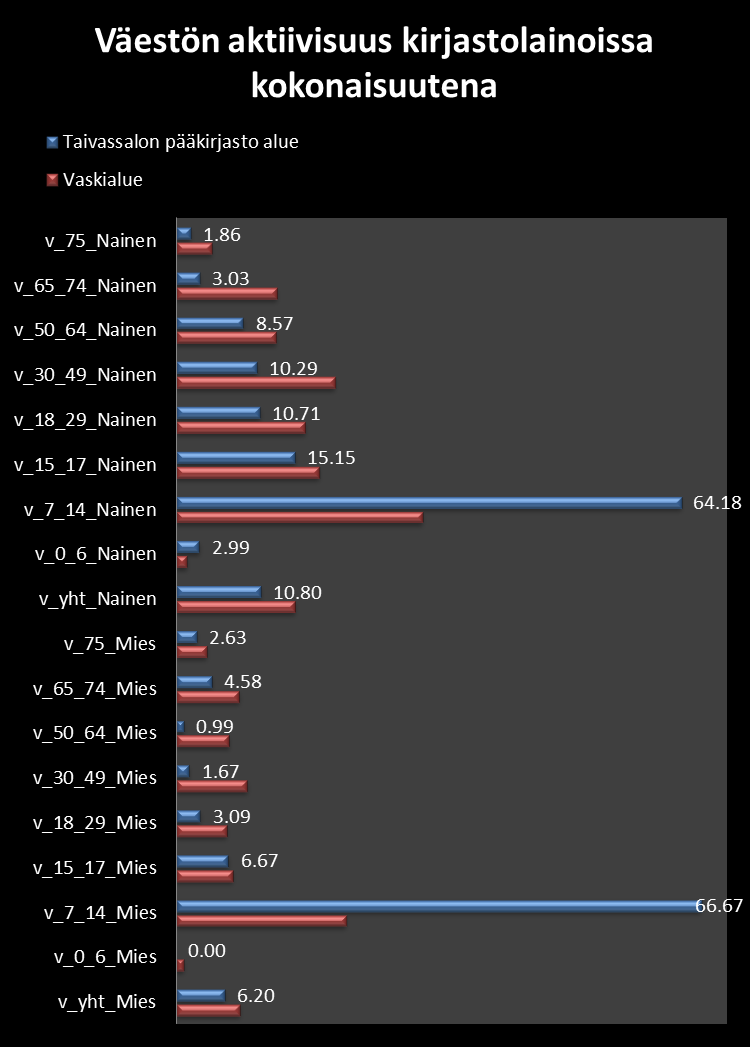 Väestön aktiivisuus kirjastolainoissa
kokonaisuutena
Taivassalon pääkirjasto alue
Vaskialue
v_75_Nainen 1.86
v_65_74_Nainen 3.03
v_50_64_Nainen 8.57
v_30_49_Nainen 10.29
v_18_29_Nainen 10.71
v_15_17_Nainen 15.15
v_7_14_Nainen 64.18
v_0_6_Nainen 2.99
v_yht_Nainen 10.80
v_75_Mies 2.63
v_65_74_Mies 4.58
v_50_64_Mies 0.99
v_30_49_Mies 1.67
v_18_29_Mies 3.09
v_15_17_Mies 6.67
v_7_14_Mies 66.67
v_0_6_Mies 0.00
v_yht_Mies 6.20